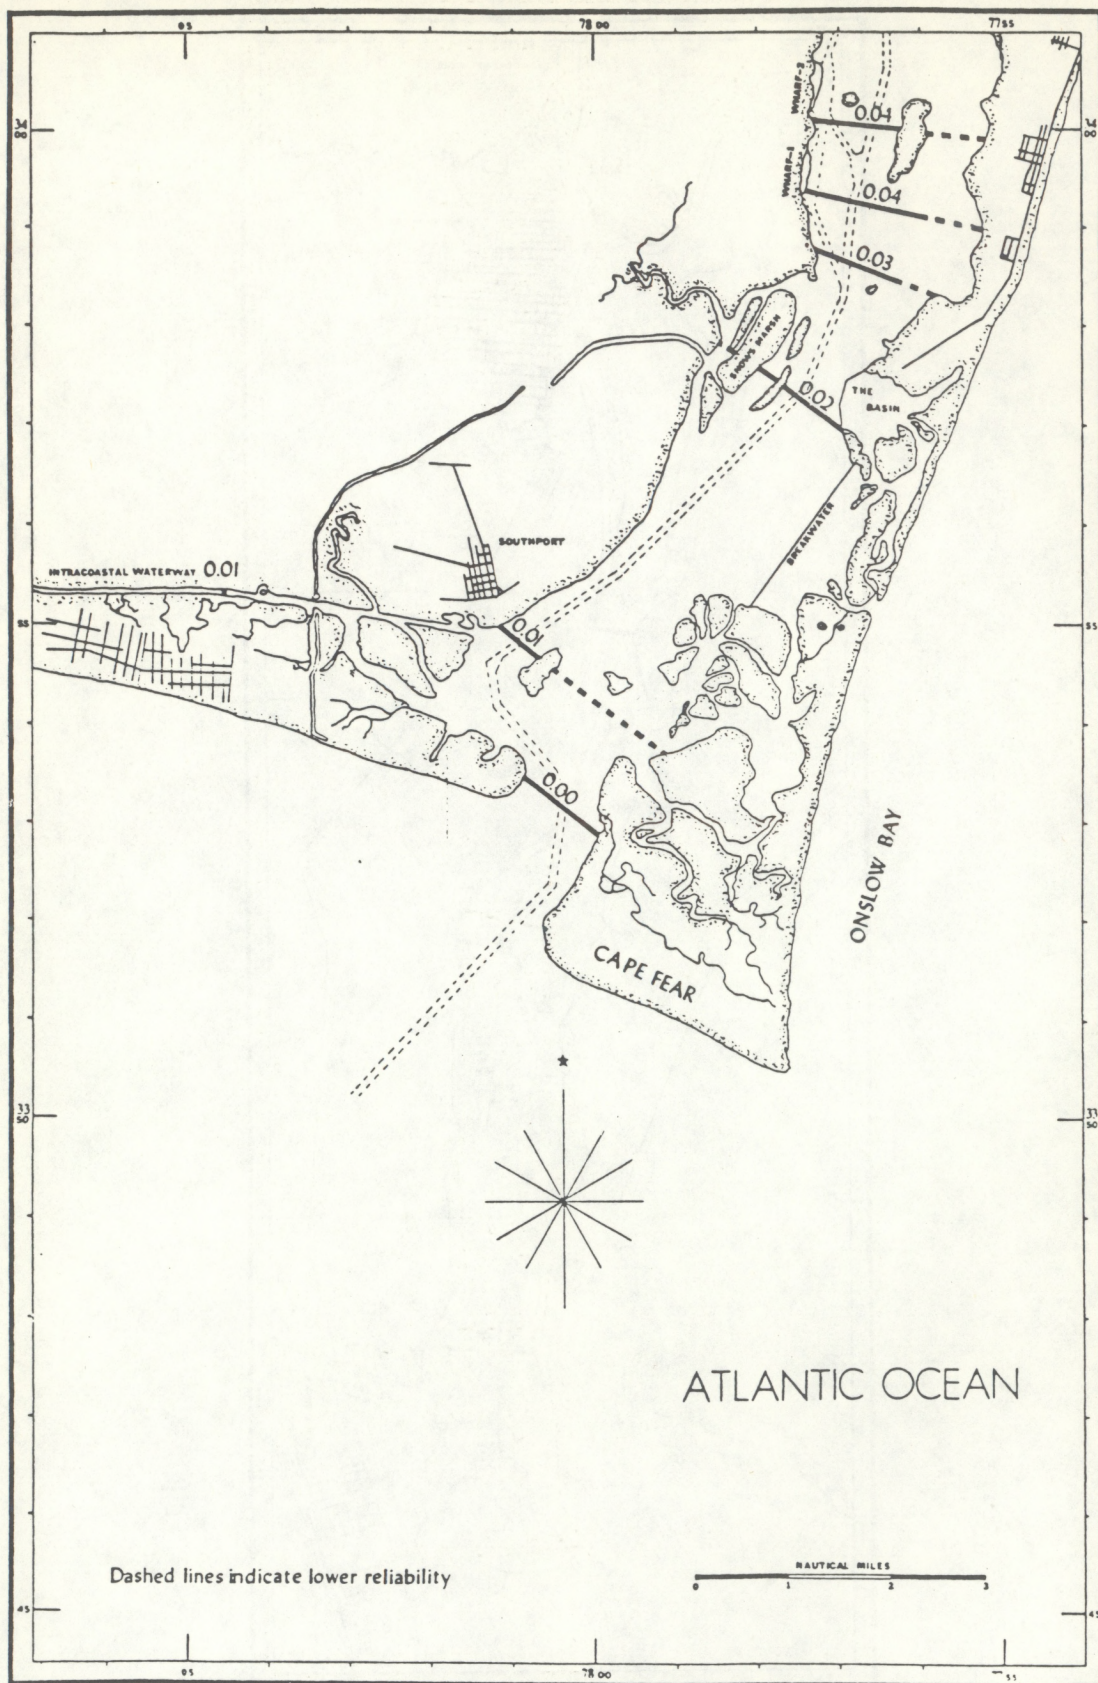 05
78 00
77 55
34
00
34
00
WHARF-2
0.04
WHARF-1
0.04
0.03
SNOW'S MARSH
0.02
THE
BASIN
BREAKWATER
SOUTHPORT
INTRACOASTAL WATERWAY 0.01
55
55
0.01
0.00
ONSLOW BAY
CAPE FEAR
33
50
33
50
ATLANTIC OCEAN
Dashed lines indicate lower reliability
NAUTICAL MILES
0
1
2
3
45
45
05
78 00
77 55